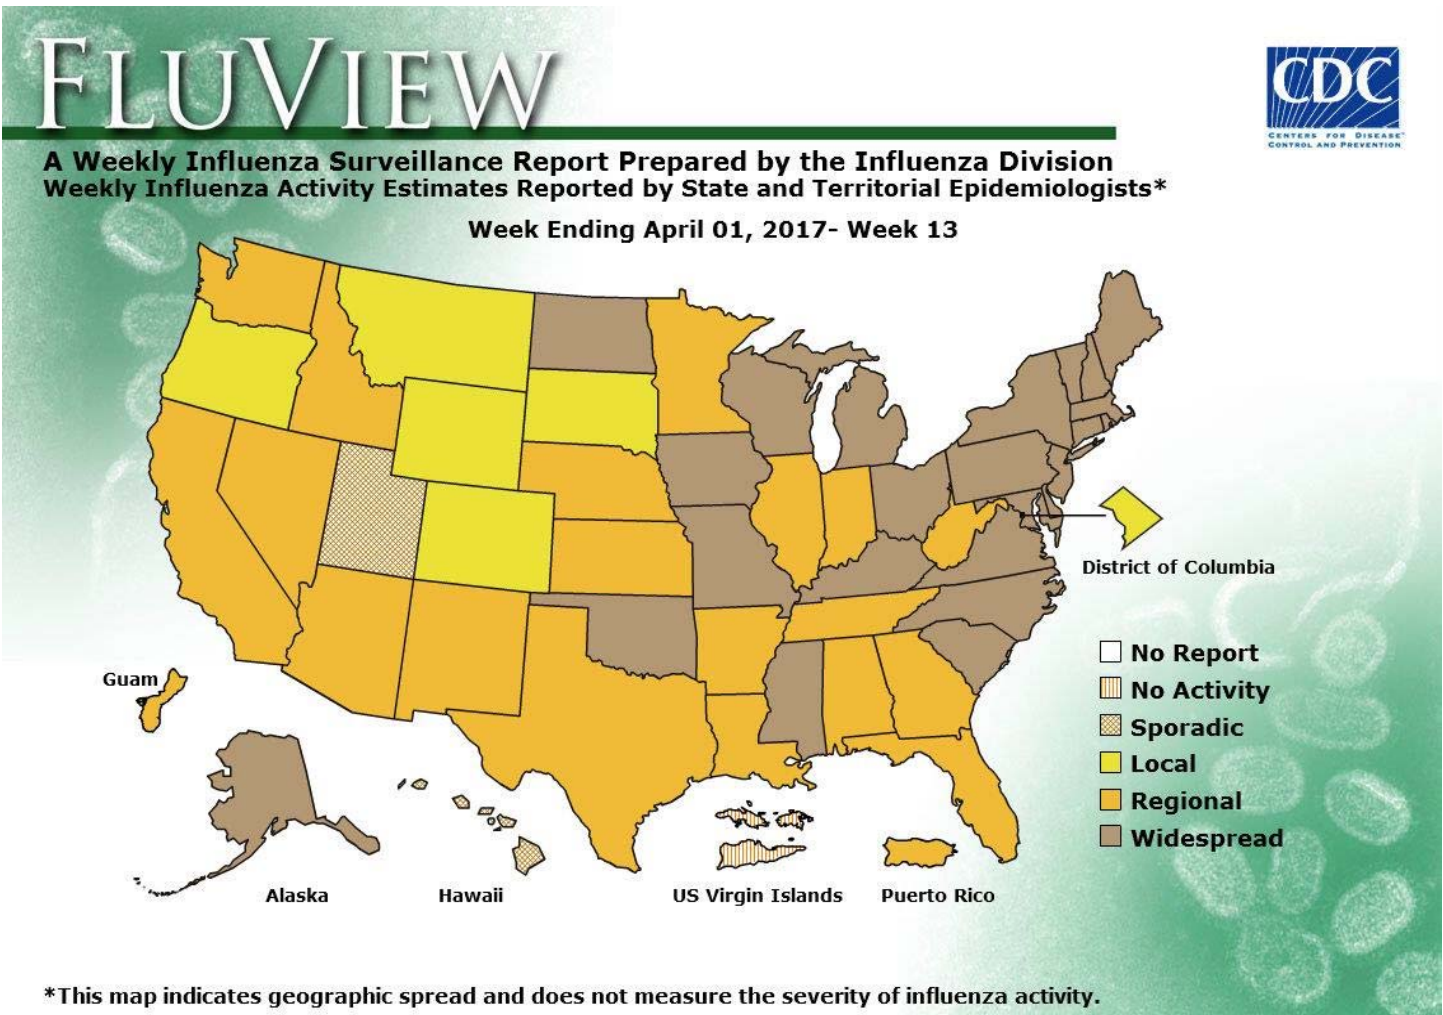 FLUVIEW
CDC
CENTERS FOR DISEASE
CONTROL AND PREVENTION
A Weekly Influenza Surveillance Report Prepared by the Influenza Division
Weekly Influenza Activity Estimates Reported by State and Territorial Epidemiologists*
Week Ending April 01, 2017- Week 13
District of Columbia
No Report
No Activity
Sporadic
Local
Regional
Widespread
Guam
Alaska
Hawaii
US Virgin Islands
Puerto Rico
*This map indicates geographic spread and does not measure the severity of influenza activity.